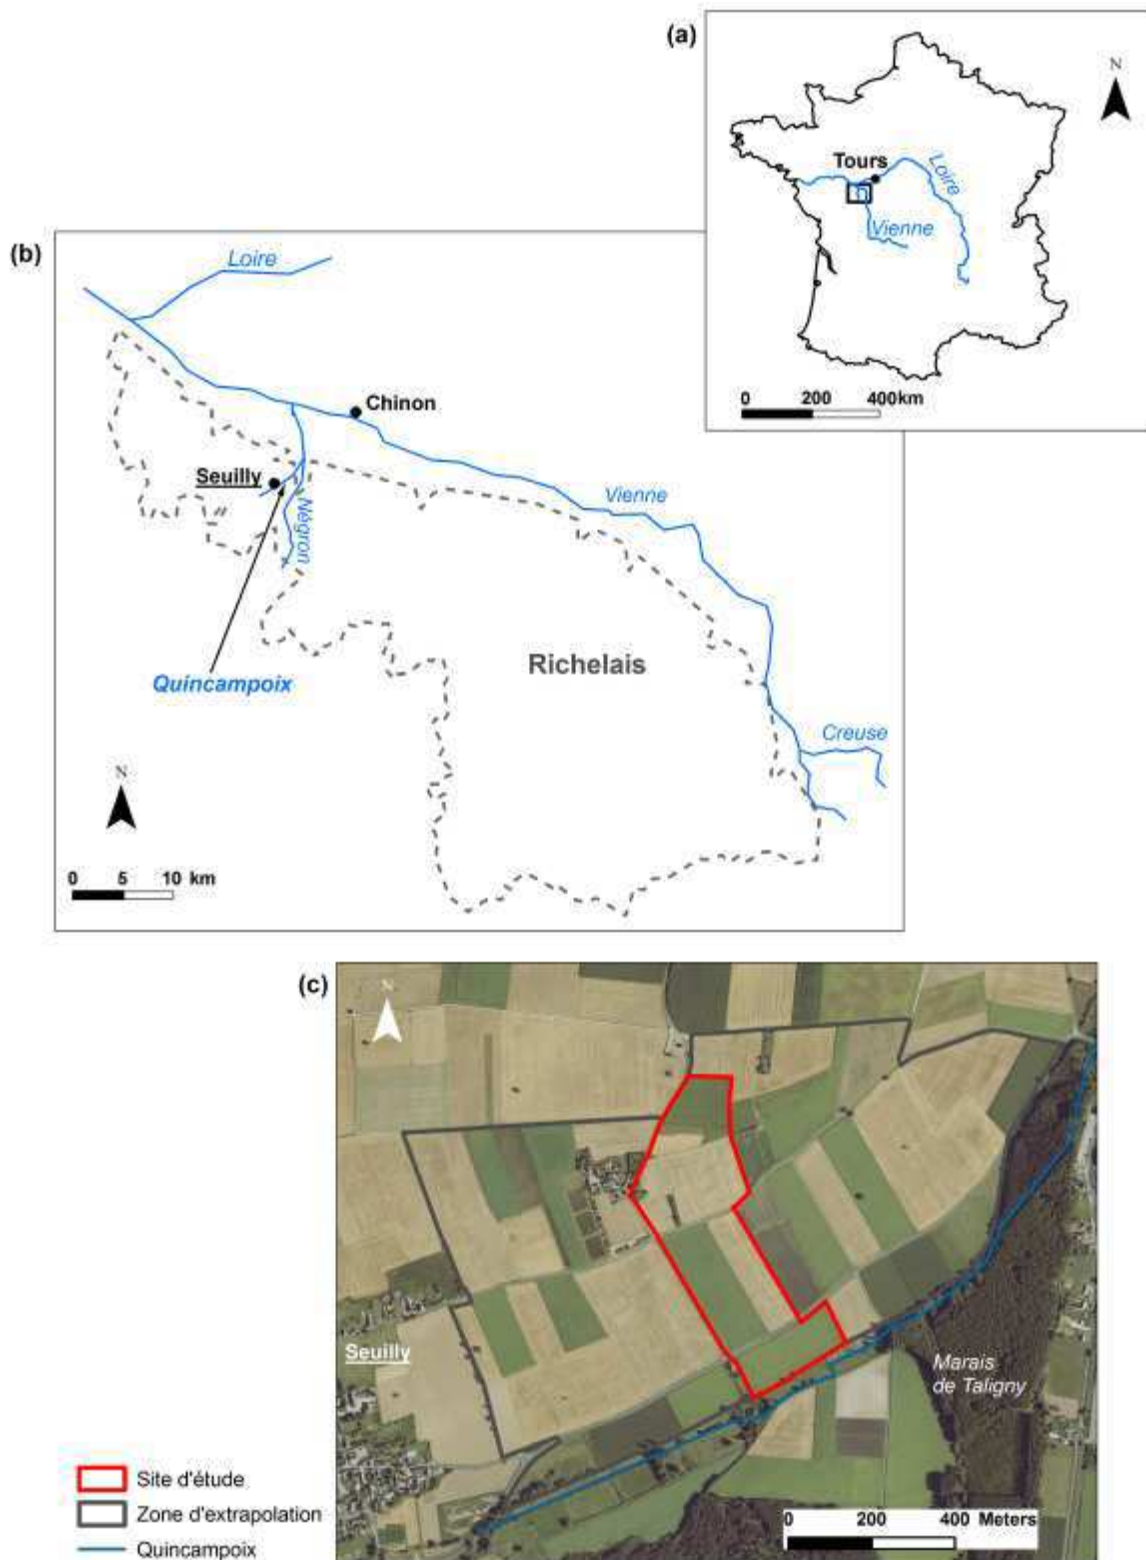 (a)
N
Tours
Loire
Vienne
0 200 400km
(b)
Loire
Chinon
Seuilly
Négron
Vienne
Quincampoix
Richelais
Creuse
N
0 5 10 km
(c)
N
Seuilly
Marais
de Taligny
Site d'étude
Zone d'extrapolation
Quincampoix
0 200 400 Meters